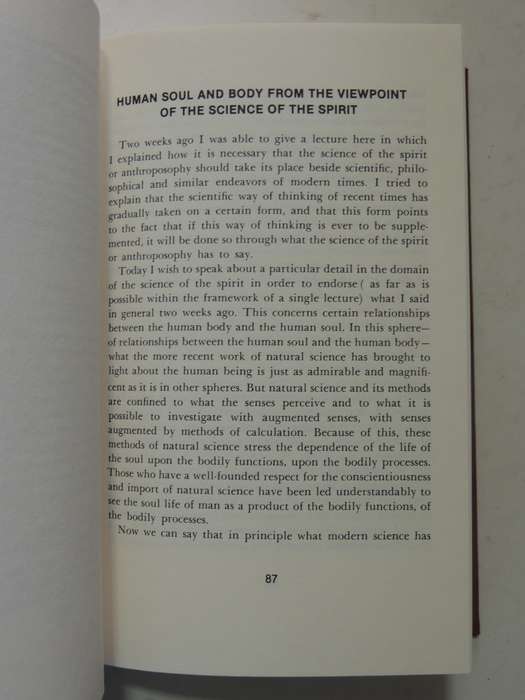 HUMAN SOUL AND BODY FROM THE VIEWPOINT
OF THE SCIENCE OF THE SPIRIT
Two weeks ago I was able to give a lecture here in which
I explained how it is necessary that the science of the spirit
or anthroposophy should take its place beside scientific, philo-
sophical and similar endeavors of modern times. I tried to
explain that the scientific way of thinking of recent times has
gradually taken on a certain form, and that this form points
to the fact that if this way of thinking is ever to be supple-
mented, it will be done so through what the science of the spirit
or anthroposophy has to say.
Today I wish to speak about a particular detail in the domain
of the science of the spirit in order to endorse ( as far as is
possible within the framework of a single lecture) what I said
in general two weeks ago. This concerns certain relationships
between the human body and the human soul. In this sphere—
of relationships between the human soul and the human body—
what the more recent work of natural science has brought to
light about the human being is just as admirable and magnifi-
cent as it is in other spheres. But natural science and its methods
are confined to what the senses perceive and to what it is
possible to investigate with augmented senses, with senses
augmented by methods of calculation. Because of this, these
methods of natural science stress the dependence of the life of
the soul upon the bodily functions, upon the bodily processes.
Those who have a well-founded respect for the conscientiousness
and import of natural science have been led understandably to
see the soul life of man as a product of the bodily functions, of
the bodily processes.
Now we can say that in principle what modern science has
87